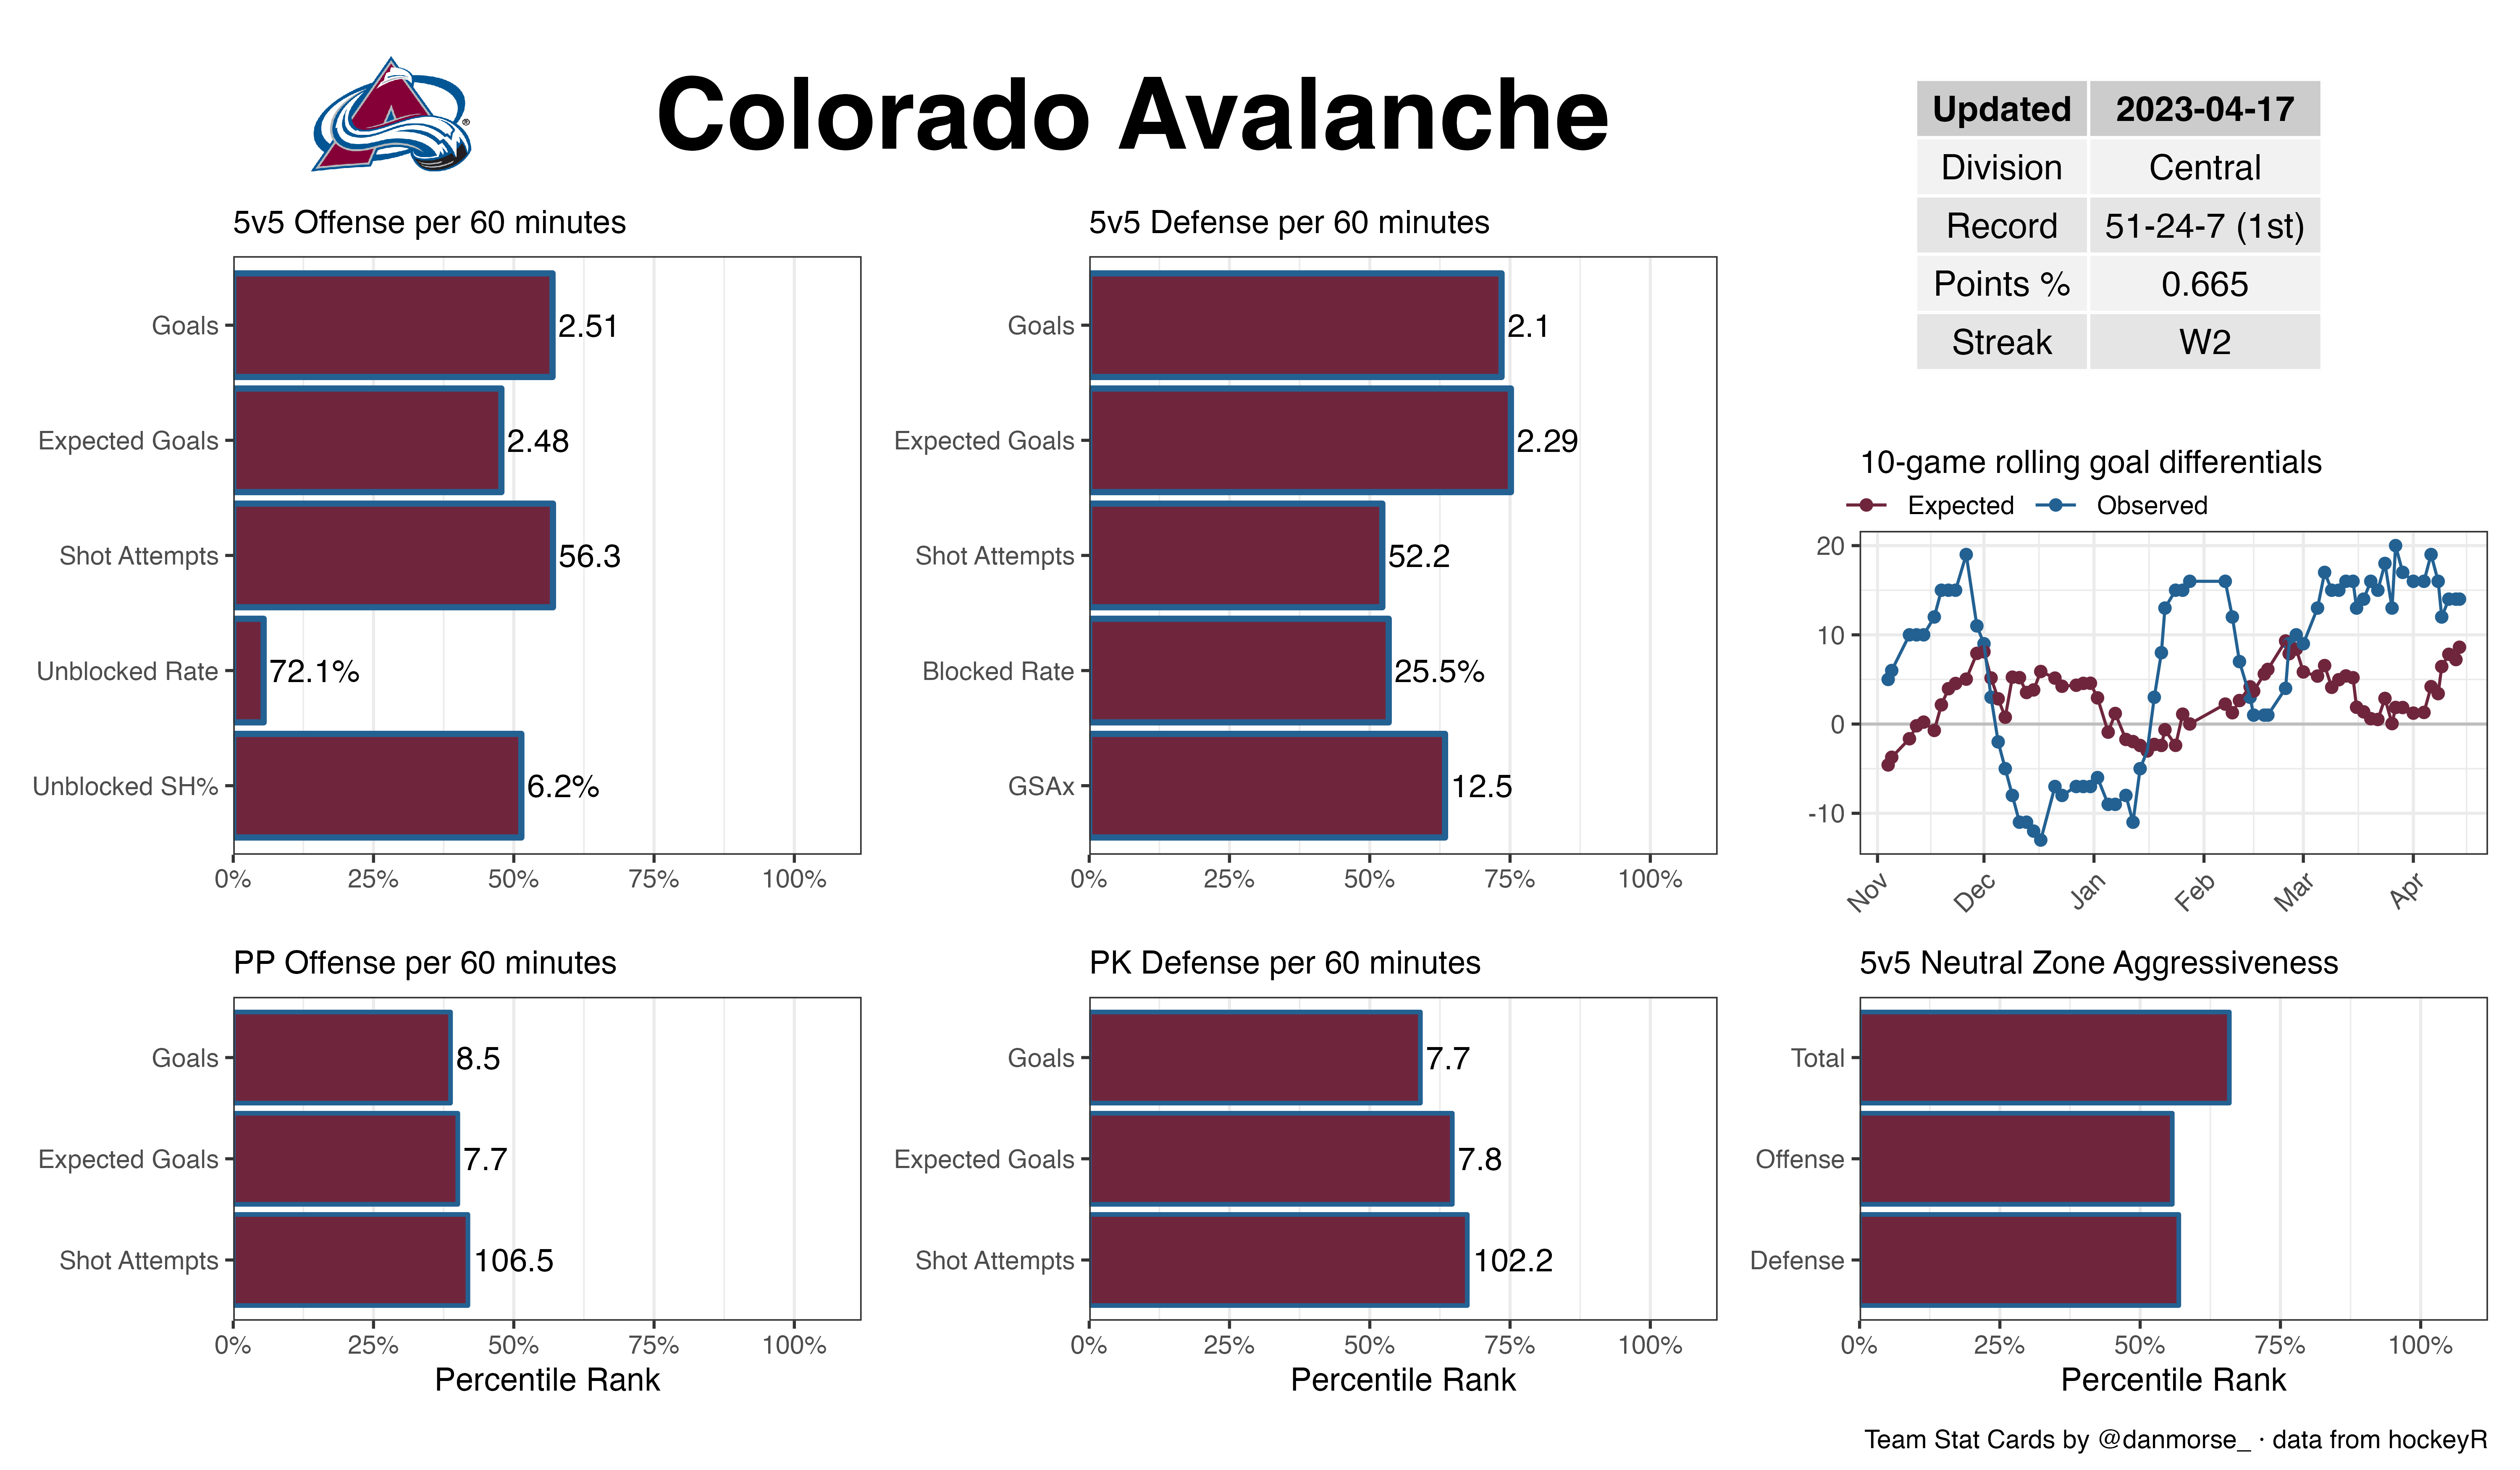 Colorado Avalanche
Updated 2023-04-17
Division Central
Record 51-24-7 (1st)
Points % 0.665
Streak W2
5v5 Offense per 60 minutes
Goals 2.51
Expected Goals 2.48
Shot Attempts 56.3
Unblocked Rate 72.1%
Unblocked SH% 6.2%
0% 25% 50% 75% 100%
5v5 Defense per 60 minutes
Goals 2.1
Expected Goals 2.29
Shot Attempts 52.2
Blocked Rate 25.5%
GSAx 12.5
0% 25% 50% 75% 100%
10-game rolling goal differentials
Expected Observed
20
10
0
-10
Nov Dec Jan Feb Mar Apr
PP Offense per 60 minutes
Goals 8.5
Expected Goals 7.7
Shot Attempts 106.5
0% 25% 50% 75% 100%
Percentile Rank
PK Defense per 60 minutes
Goals 7.7
Expected Goals 7.8
Shot Attempts 102.2
0% 25% 50% 75% 100%
Percentile Rank
5v5 Neutral Zone Aggressiveness
Total
Offense
Defense
0% 25% 50% 75% 100%
Percentile Rank
Team Stat Cards by @danmorse_ · data from hockeyR